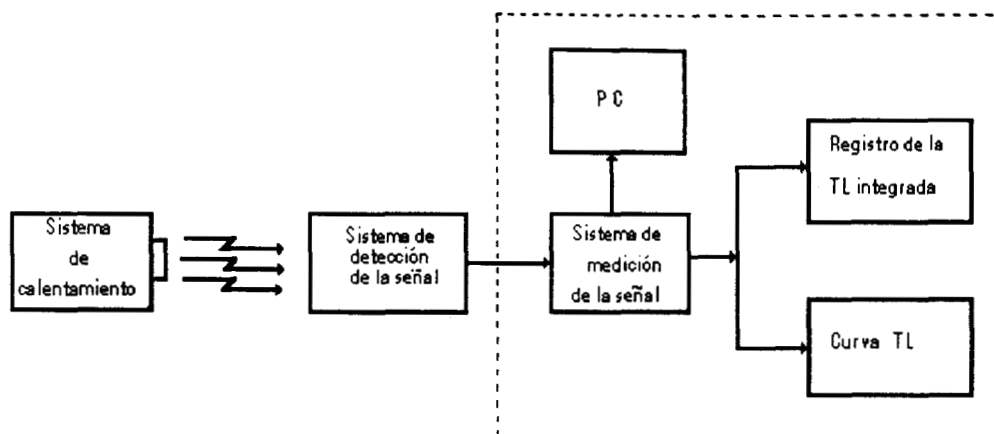 PC
Registro de la
TL integrada
Sistema
de
calentamiento
Sistema de
detección
de la señal
Sistema de
medición
de la señal
Curva TL